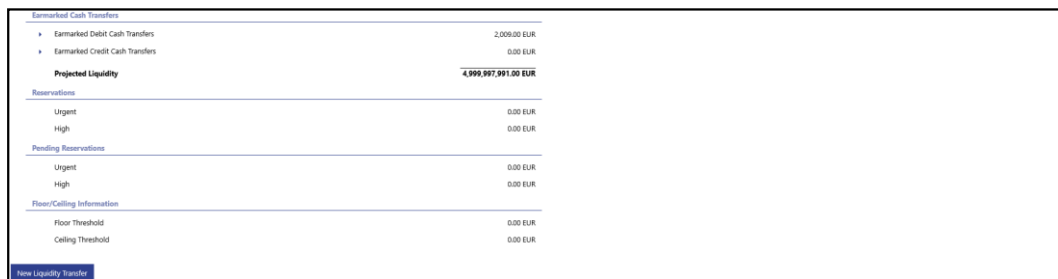 Earmarked Cash Transfers
Earmarked Debit Cash Transfers 2,009.00 EUR
Earmarked Credit Cash Transfers 0.00 EUR
Projected Liquidity 4,999,997,991.00 EUR
Reservations
Urgent 0.00 EUR
High 0.00 EUR
Pending Reservations
Urgent 0.00 EUR
High 0.00 EUR
Floor/Ceiling Information
Floor Threshold 0.00 EUR
Ceiling Threshold 0.00 EUR
New Liquidity Transfer